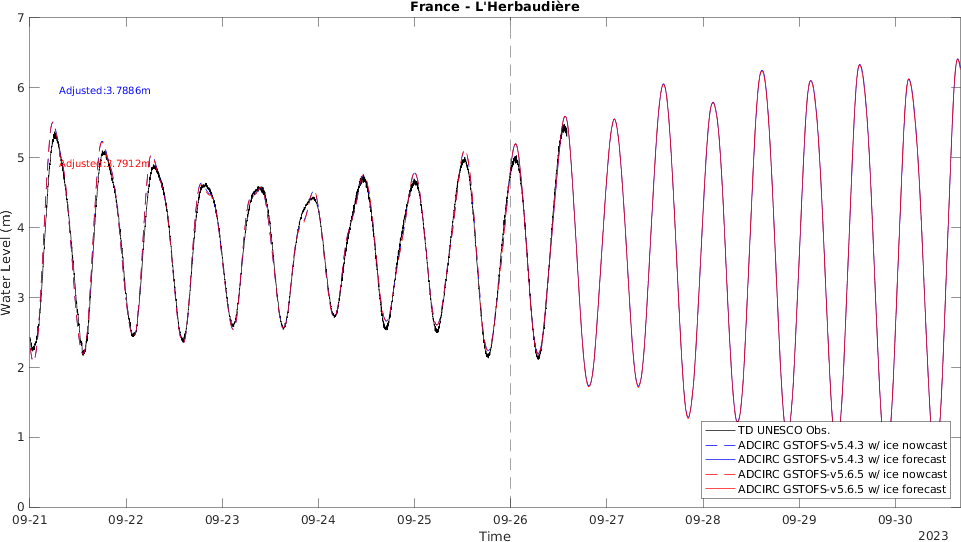 France - L'Herbaudière
7
6
5
4
3
2
1
0
Water Level (m)
Adjusted:3.7886m
Adjusted:3.7912m
TD UNESCO Obs.
ADCIRC GSTOFS-v5.4.3 w/ ice nowcast
ADCIRC GSTOFS-v5.4.3 w/ ice forecast
ADCIRC GSTOFS-v5.6.5 w/ ice nowcast
ADCIRC GSTOFS-v5.6.5 w/ ice forecast
09-21 09-22 09-23 09-24 09-25 09-26 09-27 09-28 09-29 09-30
Time
2023